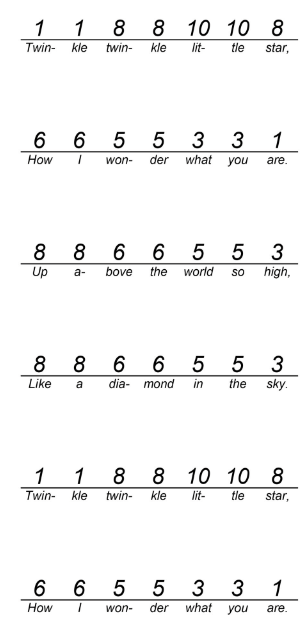 1 1 8 8 10 10 8
Twin- kle twin- kle lit- tle star,
6 6 5 5 3 3 1
How I won- der what you are.
8 8 6 6 5 5 3
Up a- bove the world so high,
8 8 6 6 5 5 3
Like a dia- mond in the sky.
1 1 8 8 10 10 8
Twin- kle twin- kle lit- tle star,
6 6 5 5 3 3 1
How I won- der what you are.